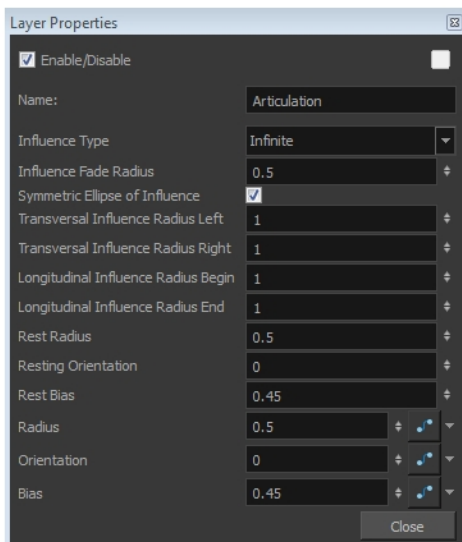 Layer Properties
Enable/Disable
Name: Articulation
Influence Type Infinite
Influence Fade Radius 0.5
Symmetric Ellipse of Influence
Transversal Influence Radius Left 1
Transversal Influence Radius Right 1
Longitudinal Influence Radius Begin 1
Longitudinal Influence Radius End 1
Rest Radius 0.5
Resting Orientation 0
Rest Bias 0.45
Radius 0.5
Orientation 0
Bias 0.45
Close